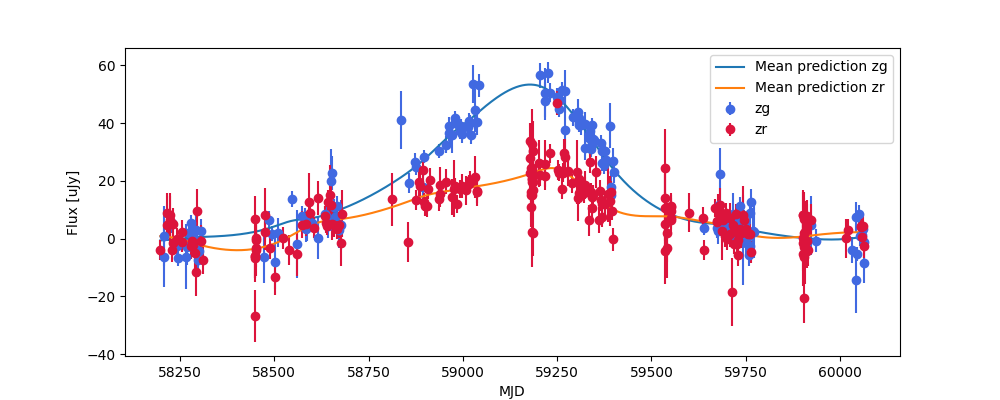 60
40
20
0
−20
−40
Flux [uJy]
58250
58500
58750
59000
59250
59500
59750
60000
MJD
Mean prediction zg
Mean prediction zr
zg
zr